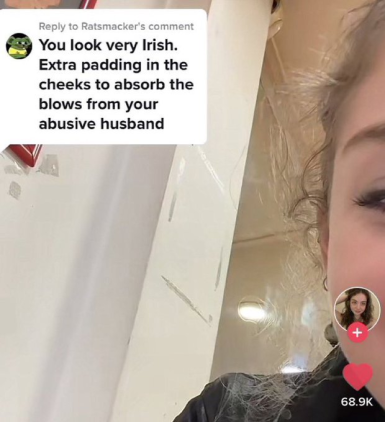 Reply to Ratsmacker's comment
You look very Irish.
Extra padding in the
cheeks to absorb the
blows from your
abusive husband
68.9K